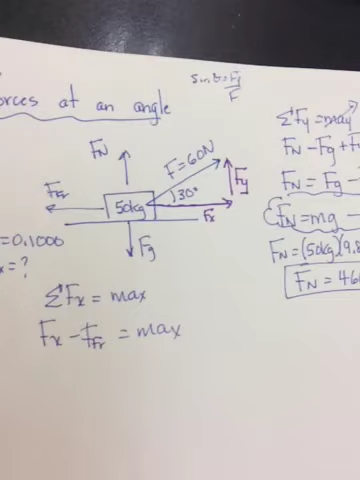 sinθ=Fy/F
orces at an angle
FN
F=60N
Fy
FFr
50kg
30°
Fx
Fg
=0.1000
x=?
ΣFx = max
Fx - FFr = max
ΣFy=may
FN-Fg+F
FN = Fg -
FN=mg -
FN=(50kg)(9.8
FN = 46